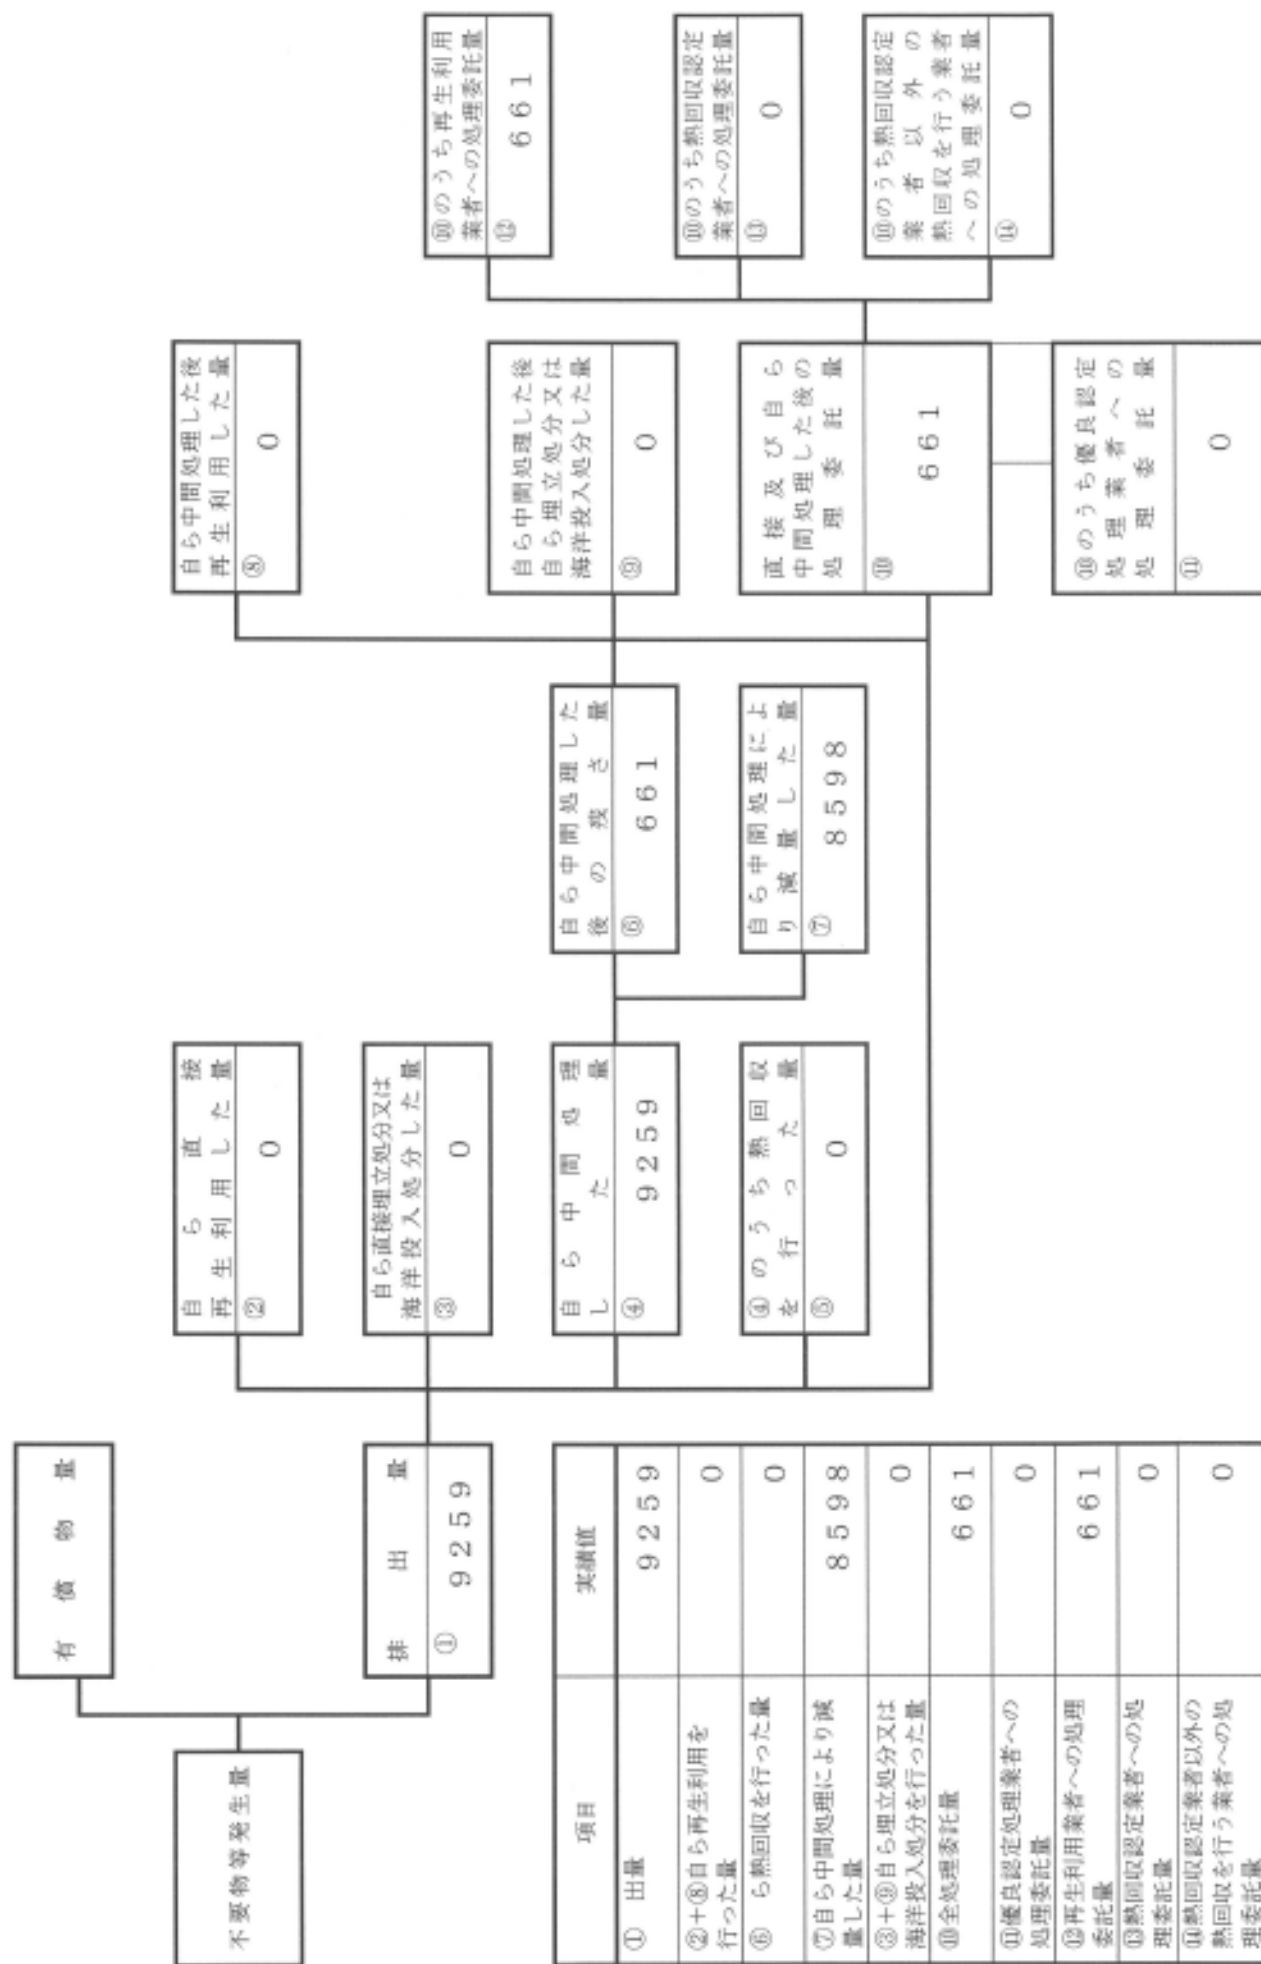 不要物等発生量
有償物量
排出量
① 9259
自ら直接
再生利用した量
② 0
自ら直接埋立処分又は
海洋投入処分した量
③ 0
自ら中間処理
した量
④ 9259
④のうち熱回収
を行った量
⑤ 0
自ら中間処理した
後の残さ量
⑥ 661
自ら中間処理によ
り減量した量
⑦ 8598
自ら中間処理した後
再生利用した量
⑧ 0
自ら中間処理した後
自ら埋立処分又は
海洋投入処分した量
⑨ 0
直接及び自ら
中間処理した後の
処理委託量
⑩ 661
⑩のうち優良認定
処理業者への
処理委託量
⑪ 0
⑩のうち再生利用
業者への処理委託量
⑫ 661
⑩のうち熱回収認定
業者への処理委託量
⑬ 0
⑩のうち熱回収認定
業者以外の
熱回収を行う業者
への処理委託量
⑭ 0
項目 実績値
① 出量 9259
②+⑧自ら再生利用を
行った量 0
⑥ ら熱回収を行った量 0
⑦自ら中間処理により減
量した量 8598
③+⑨自ら埋立処分又は
海洋投入処分を行った量 0
⑩全処理委託量 661
⑪優良認定処理業者への
処理委託量 0
⑫再生利用業者への処理
委託量 661
⑬熱回収認定業者への処
理委託量 0
⑭熱回収認定業者以外の
熱回収を行う業者への処
理委託量 0